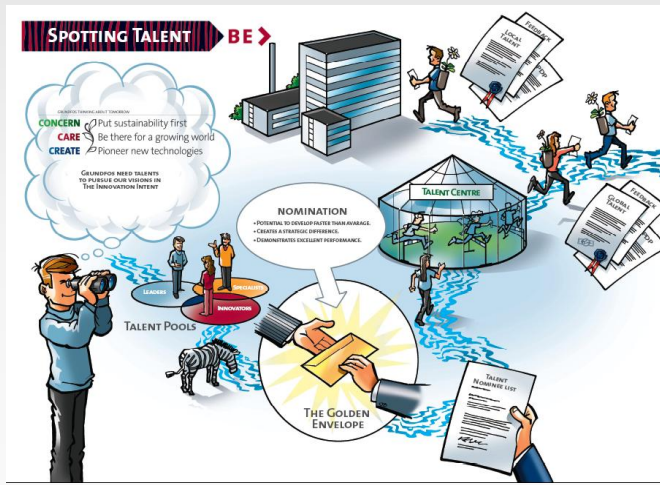 SPOTTING TALENT
BE
GRUNDFOS THINKING ABOUT TOMORROW
CONCERN Put sustainability first
CARE Be there for a growing world
CREATE Pioneer new technologies
GRUNDFOS NEED TALENTS
TO PURSUE OUR VISIONS IN
THE INNOVATION INTENT
FEEDBACK
LOCAL
TALENT
TALENT CENTRE
FEEDBACK
GLOBAL
TALENT
NOMINATION
• POTENTIAL TO DEVELOP FASTER THAN AVARAGE.
• CREATES A STRATEGIC DIFFERENCE.
• DEMONSTRATES EXCELLENT PERFORMANCE.
LEADERS
SPECIALISTS
INNOVATORS
TALENT POOLS
THE GOLDEN
ENVELOPE
TALENT
NOMINEE LIST